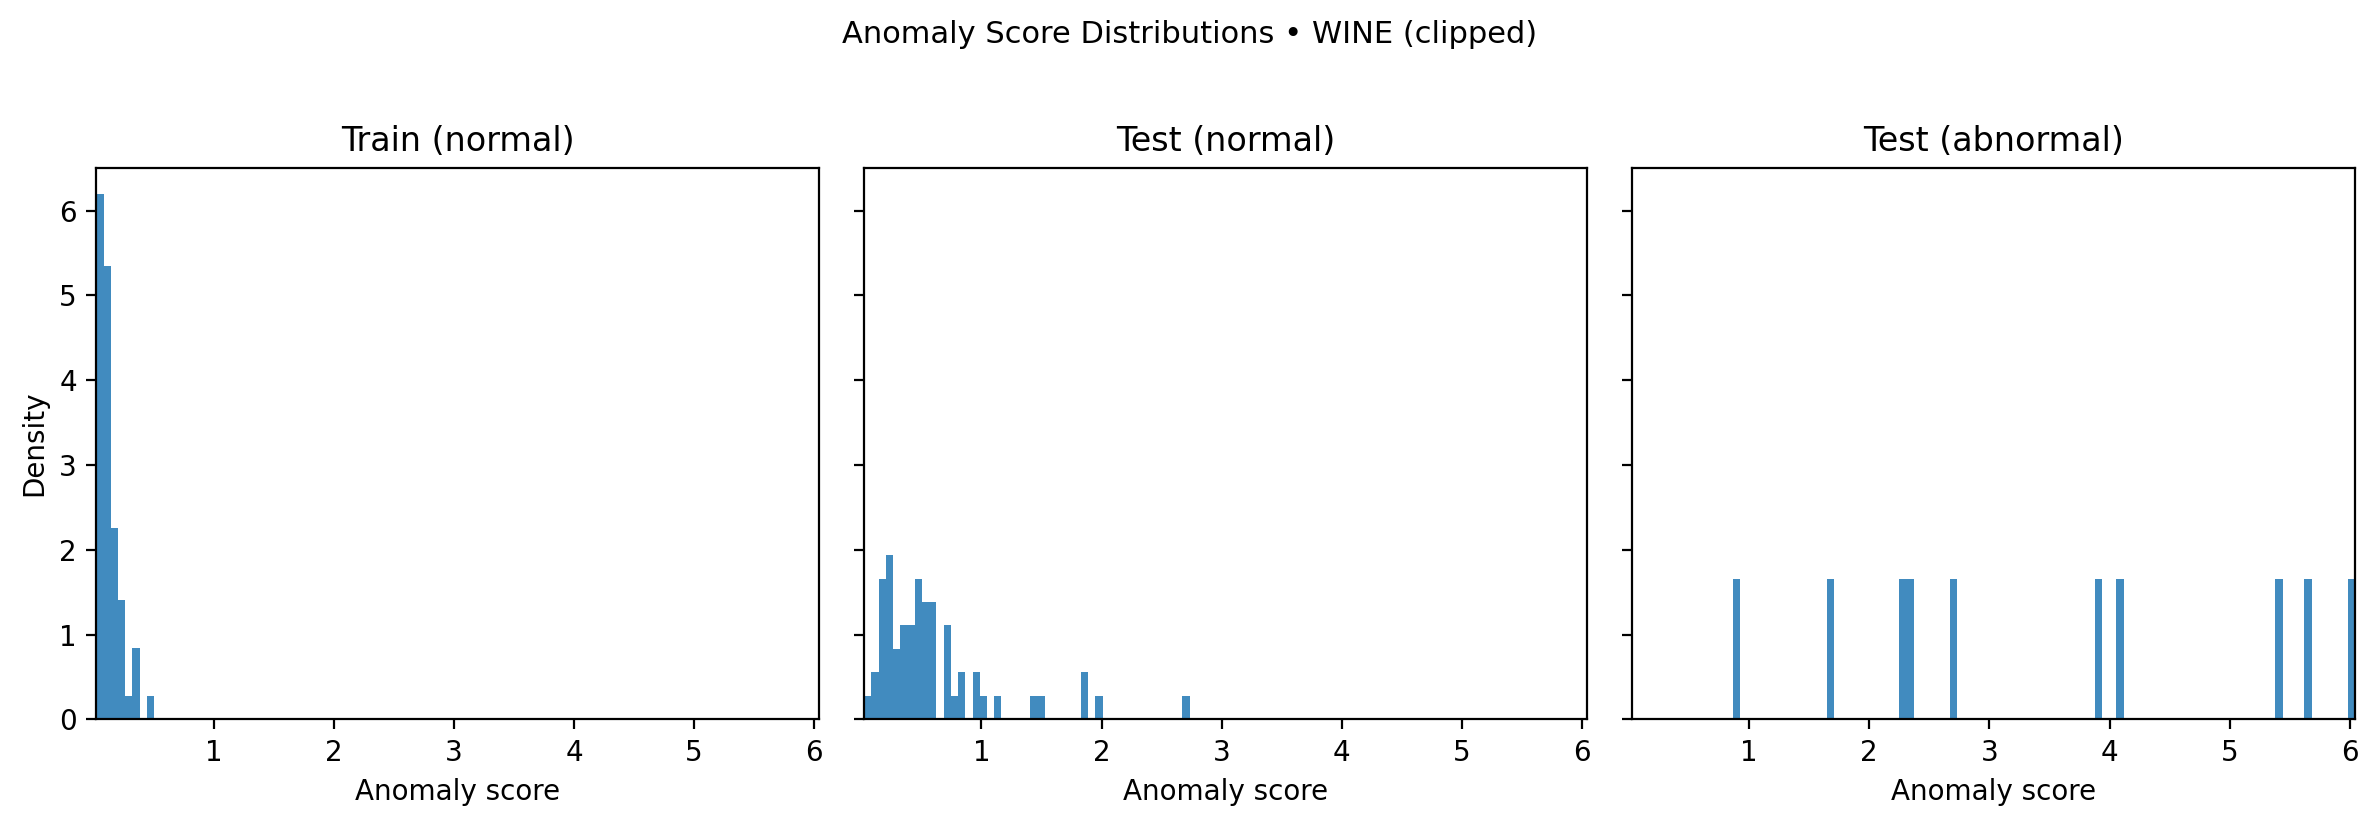 Anomaly Score Distributions • WINE (clipped)
Train (normal)
Test (normal)
Test (abnormal)
Density
6
5
4
3
2
1
0
1 2 3 4 5 6
1 2 3 4 5 6
1 2 3 4 5 6
Anomaly score
Anomaly score
Anomaly score